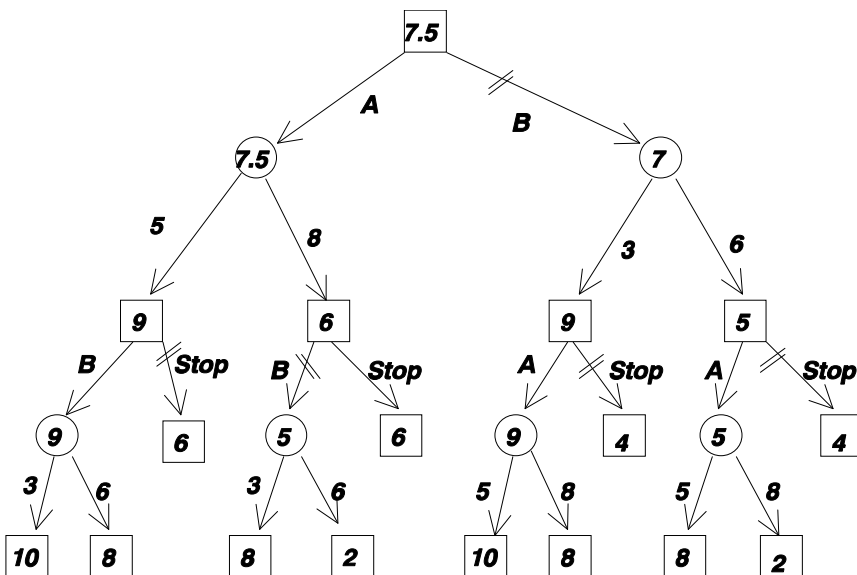 7.5
A
B
7.5 7
5 8 3 6
9 6 9 5
B Stop B Stop A Stop A Stop
9 6 5 6 9 4 5 4
3 6 3 6 5 8 5 8
10 8 8 2 10 8 8 2